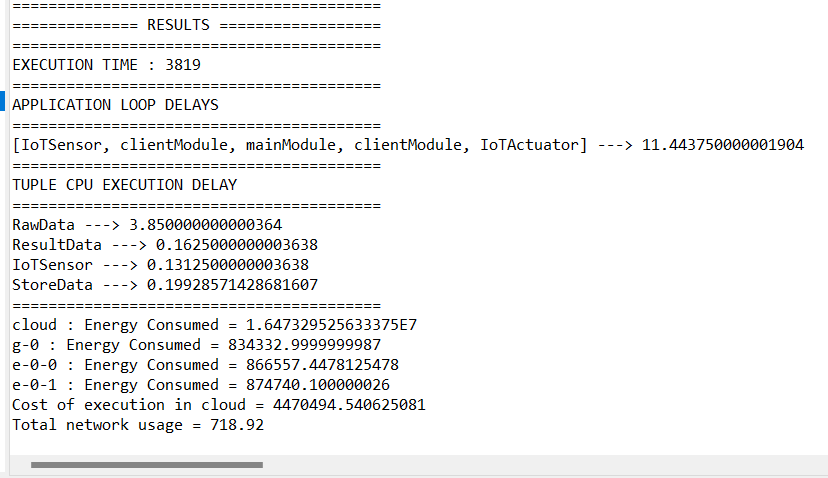 =========================================
============== RESULTS ==================
=========================================
EXECUTION TIME : 3819
=========================================
APPLICATION LOOP DELAYS
=========================================
[IoTSensor, clientModule, mainModule, clientModule, IoTActuator] ---> 11.443750000001904
=========================================
TUPLE CPU EXECUTION DELAY
=========================================
RawData ---> 3.850000000000364
ResultData ---> 0.1625000000003638
IoTSensor ---> 0.1312500000003638
StoreData ---> 0.19928571428681607
=========================================
cloud : Energy Consumed = 1.647329525633375E7
g-0 : Energy Consumed = 834332.9999999987
e-0-0 : Energy Consumed = 866557.4478125478
e-0-1 : Energy Consumed = 874740.100000026
Cost of execution in cloud = 4470494.540625081
Total network usage = 718.92